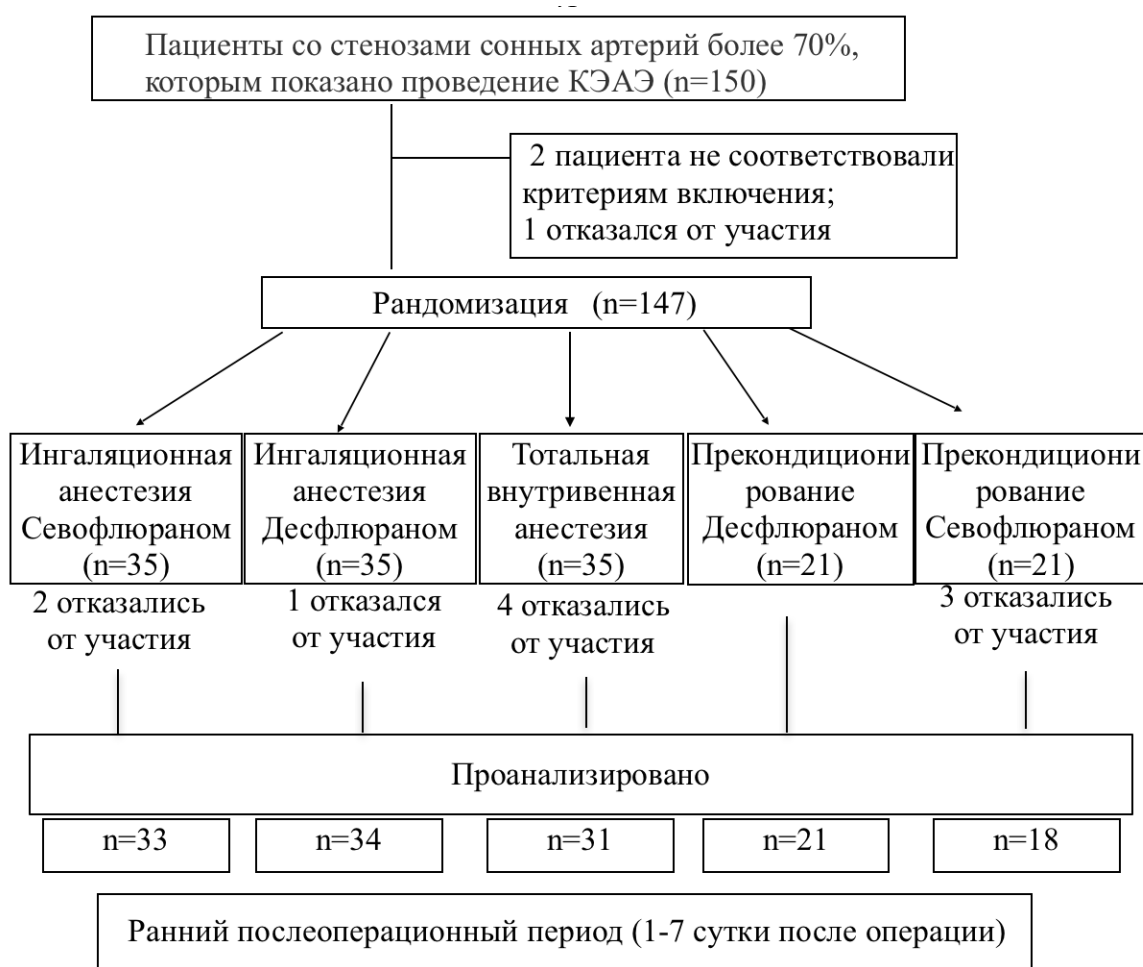 Пациенты со стенозами сонных артерий более 70%,
которым показано проведение КЭАЭ (n=150)
2 пациента не соответствовали
критериям включения;
1 отказался от участия
Рандомизация (n=147)
Ингаляционная
анестезия
Севофлюраном
(n=35)
Ингаляционная
анестезия
Десфлюраном
(n=35)
Тотальная
внутривенная
анестезия
(n=35)
Прекондициони
рование
Десфлюраном
(n=21)
Прекондициони
рование
Севофлюраном
(n=21)
2 отказались
от участия
1 отказался
от участия
4 отказались
от участия
3 отказались
от участия
Проанализировано
n=33
n=34
n=31
n=21
n=18
Ранний послеоперационный период (1-7 сутки после операции)